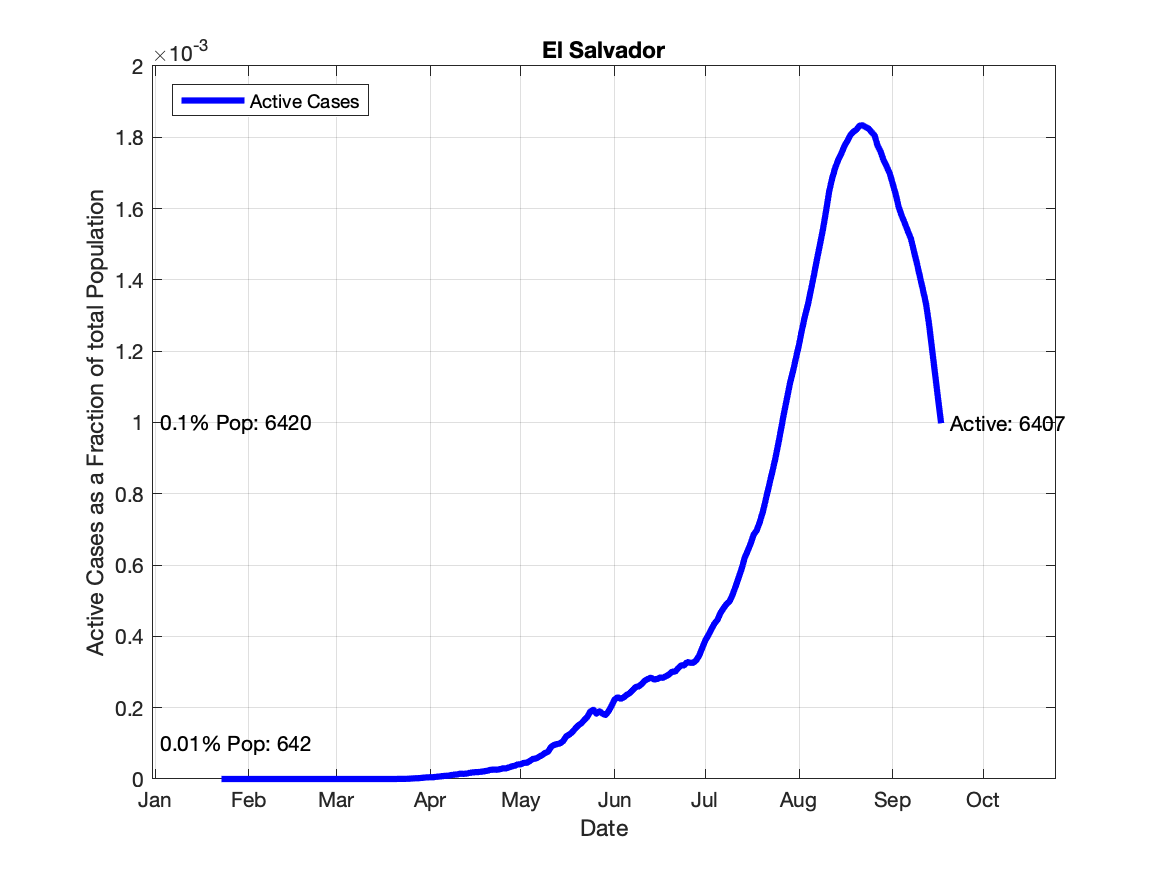 El Salvador
×10-3
Active Cases
2
1.8
1.6
1.4
1.2
1
0.8
0.6
0.4
0.2
0
Active Cases as a Fraction of total Population
0.1% Pop: 6420
Active: 6407
0.01% Pop: 642
Jan Feb Mar Apr May Jun Jul Aug Sep Oct
Date